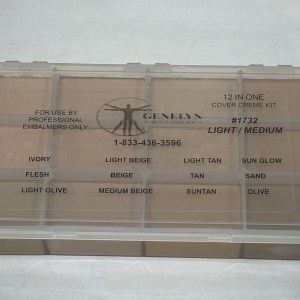 12 IN ONE
COVER CREME KIT
FOR USE BY
PROFESSIONAL
EMBALMERS ONLY
GENELYN
#1732
LIGHT / MEDIUM
1-833-436-3596
IVORY LIGHT BEIGE LIGHT TAN SUN GLOW
FLESH BEIGE TAN SAND
LIGHT OLIVE MEDIUM BEIGE SUNTAN OLIVE